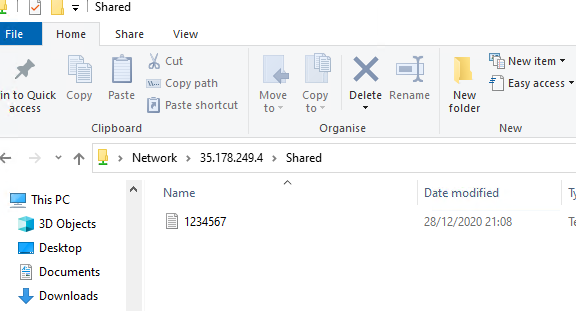 Shared
File Home Share View
Cut
Copy path
Paste shortcut
in to Quick access
Copy
Paste
Clipboard
Move to
Copy to
Delete
Rename
Organise
New folder
New item
Easy access
New
Network 35.178.249.4 Shared
This PC
3D Objects
Desktop
Documents
Downloads
Name Date modified Ty
1234567 28/12/2020 21:08 Te